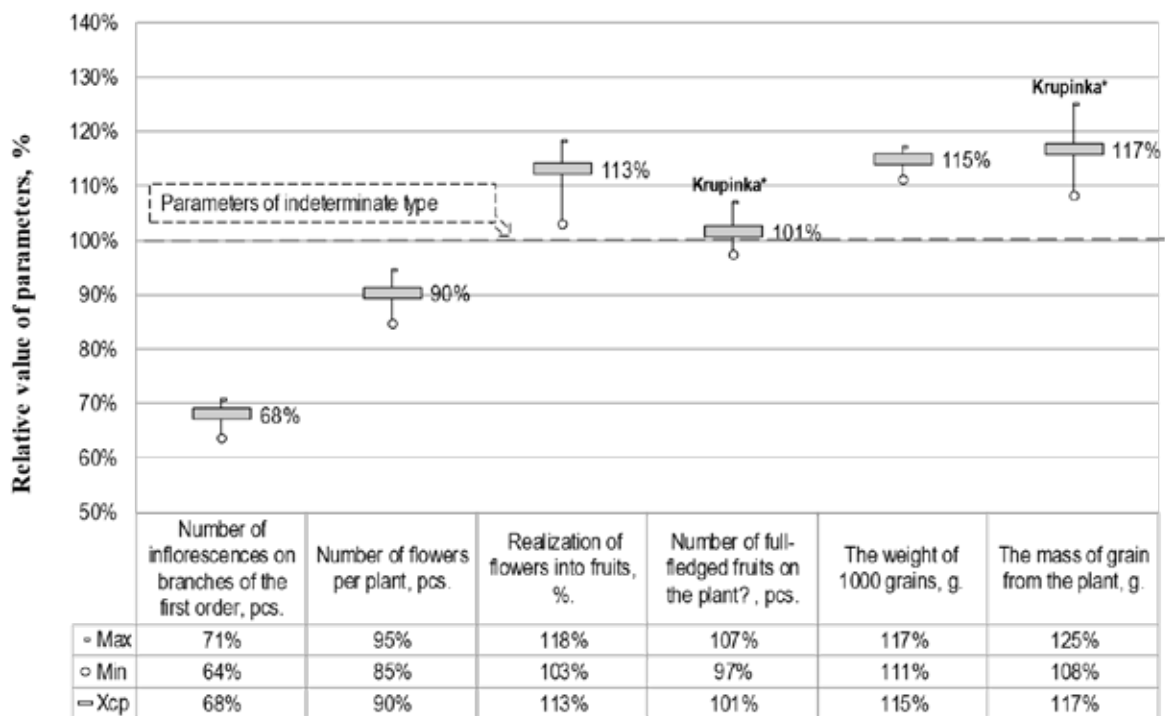 Relative value of parameters, %
140%
130%
120%
110%
100%
90%
80%
70%
60%
50%
Parameters of indeterminate type
68%
90%
113%
Krupinka*
101%
115%
Krupinka*
117%
Number of inflorescences on branches of the first order, pcs.
Number of flowers per plant, pcs.
Realization of flowers into fruits, %.
Number of full-fledged fruits on the plant? , pcs.
The weight of 1000 grains, g.
The mass of grain from the plant, g.
Max 71% 95% 118% 107% 117% 125%
Min 64% 85% 103% 97% 111% 108%
Xcp 68% 90% 113% 101% 115% 117%